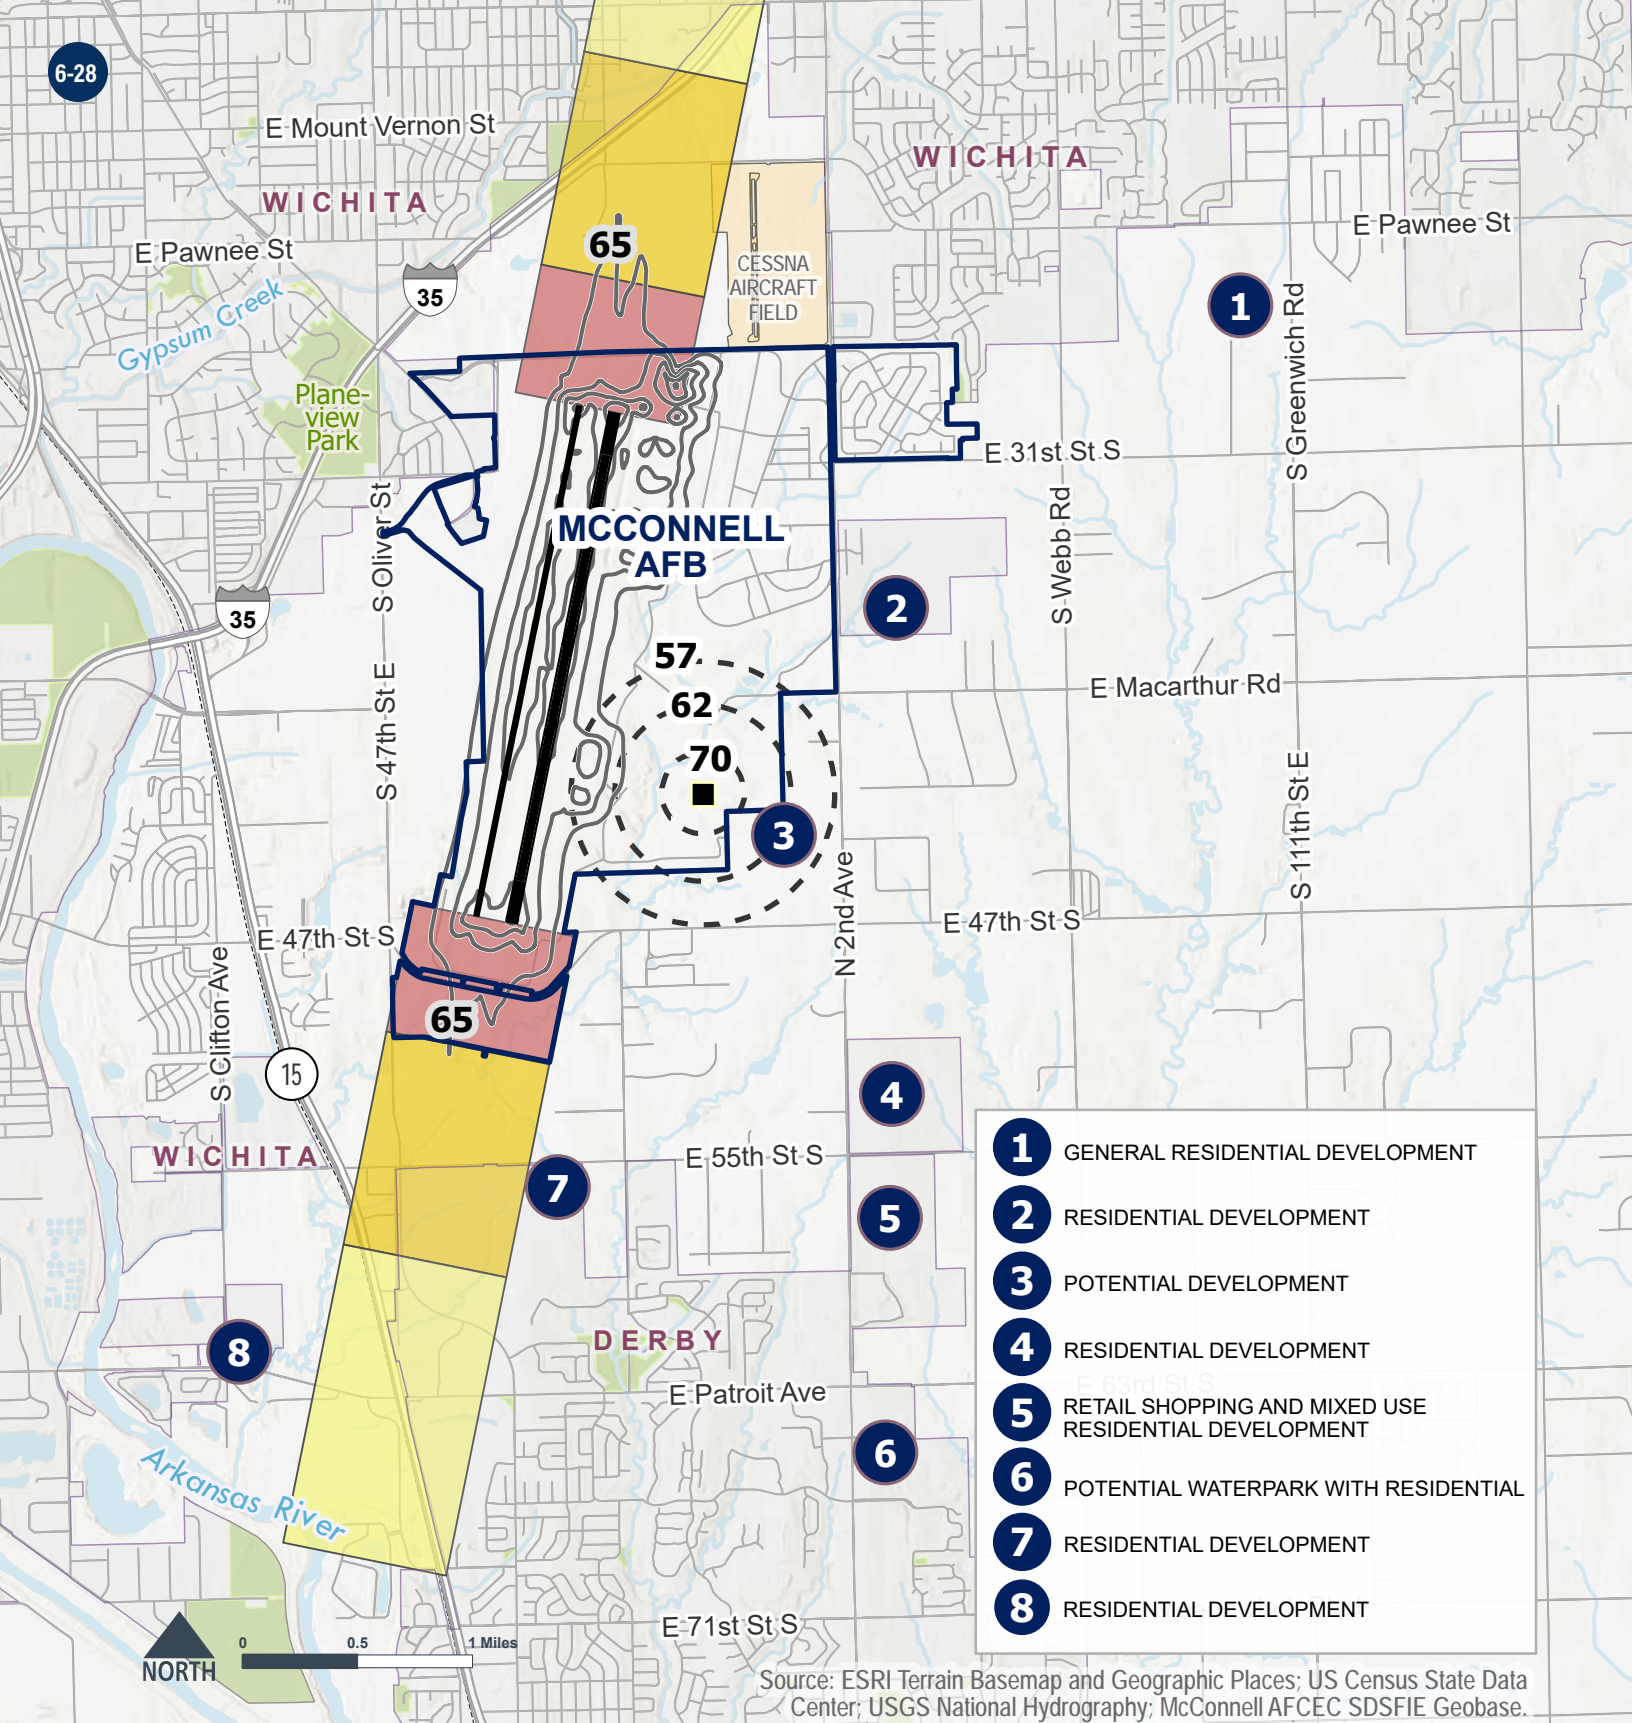 6-28
E Mount Vernon St
WICHITA
WICHITA
E Pawnee St
E Pawnee St
65
CESSNA
AIRCRAFT
FIELD
35
Gypsum Creek
1
S Greenwich Rd
Plane-
view
Park
E 31st St S
S Oliver St
MCCONNELL
AFB
S Webb Rd
35
2
57
S 47th St E
E Macarthur Rd
62
70
S 111th St E
3
N 2nd Ave
E 47th St S
E 47th St S
S Clifton Ave
65
15
4
WICHITA
E 55th St S
7
5
8
DERBY
E Patroit Ave
E 63rd St S
6
Arkansas River
E 71st St S
1 GENERAL RESIDENTIAL DEVELOPMENT
2 RESIDENTIAL DEVELOPMENT
3 POTENTIAL DEVELOPMENT
4 RESIDENTIAL DEVELOPMENT
5 RETAIL SHOPPING AND MIXED USE
RESIDENTIAL DEVELOPMENT
6 POTENTIAL WATERPARK WITH RESIDENTIAL
7 RESIDENTIAL DEVELOPMENT
8 RESIDENTIAL DEVELOPMENT
NORTH
0 0.5 1 Miles
Source: ESRI Terrain Basemap and Geographic Places; US Census State Data
Center; USGS National Hydrography; McConnell AFCEC SDSFIE Geobase.